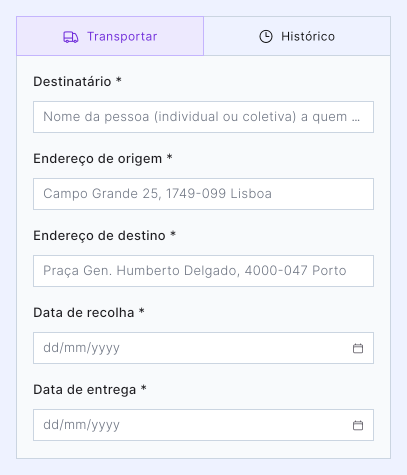 Transportar
Histórico
Destinatário *
Nome da pessoa (individual ou coletiva) a quem ...
Endereço de origem *
Campo Grande 25, 1749-099 Lisboa
Endereço de destino *
Praça Gen. Humberto Delgado, 4000-047 Porto
Data de recolha *
dd/mm/yyyy
Data de entrega *
dd/mm/yyyy